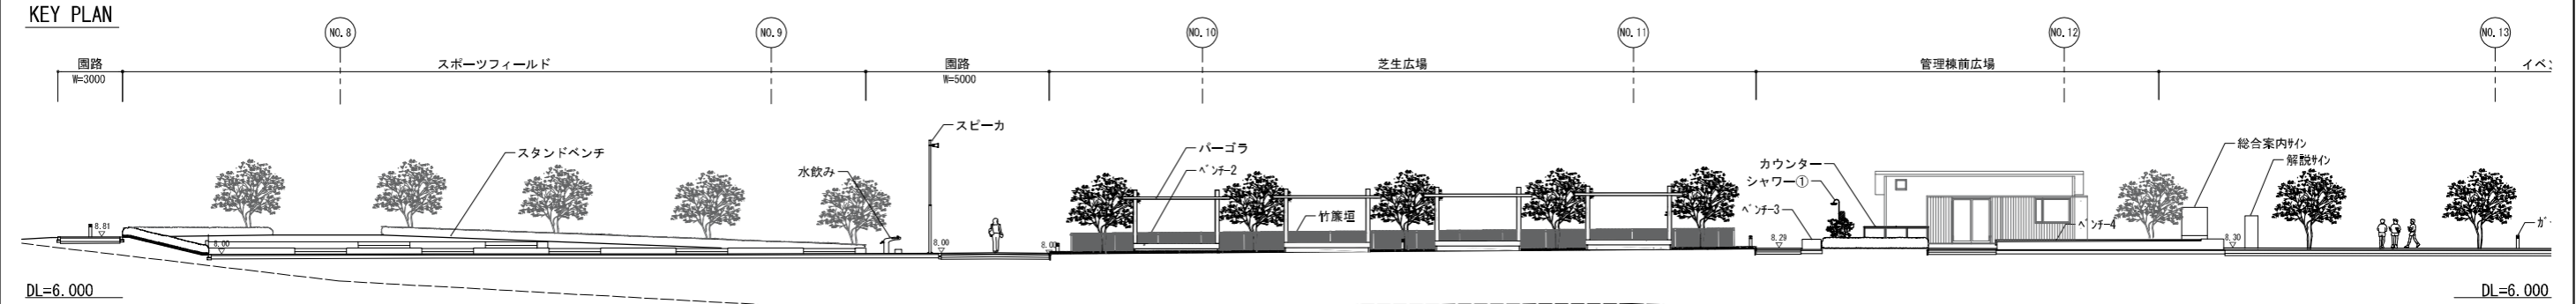 KEY PLAN
NO.8
NO.9
NO.10
NO.11
NO.12
NO.13
園路
W=3000
スポーツフィールド
園路
W=5000
芝生広場
管理棟前広場
イベン
スピーカ
スタンドベンチ
水飲み
パーゴラ
ベンチ-2
竹簾垣
カウンター
シャワー①
ベンチ-3
ベンチ-4
総合案内サイン
解説サイン
ガ
8.81
8.00
8.00
8.00
8.29
8.30
DL=6.000
DL=6.000